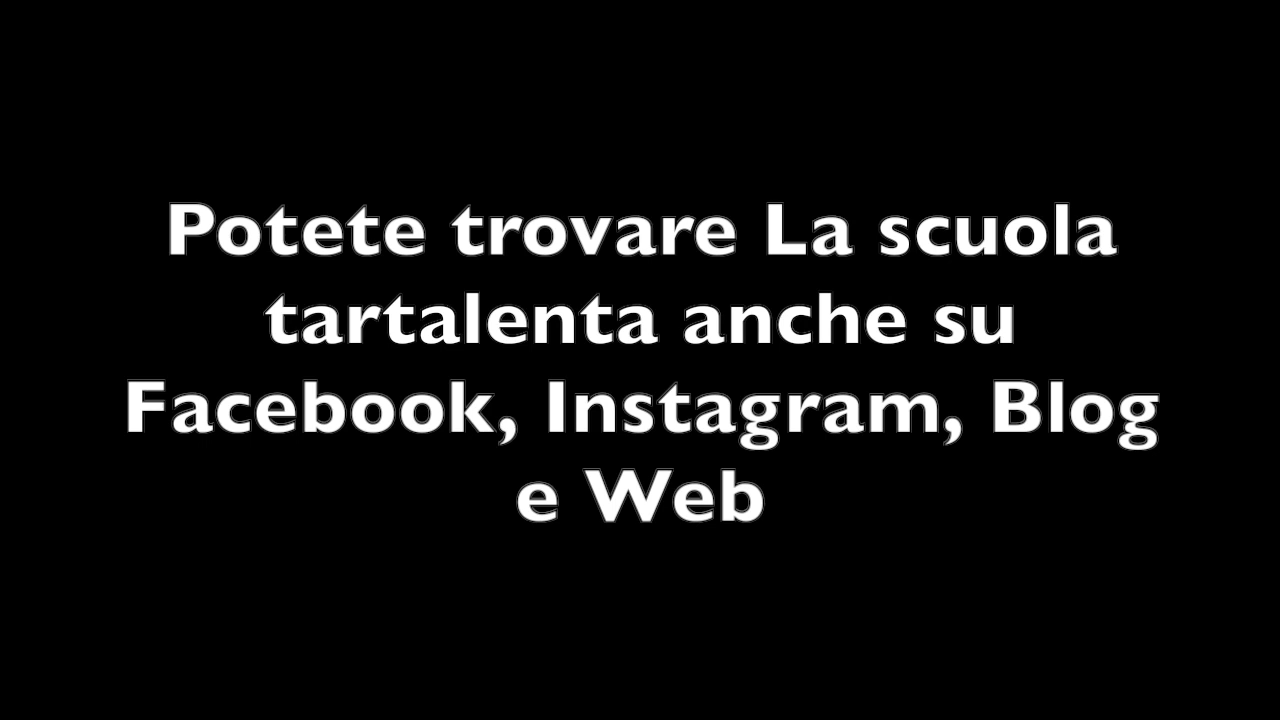 Potete trovare La scuola
tartalenta anche su
Facebook, Instagram, Blog
e Web